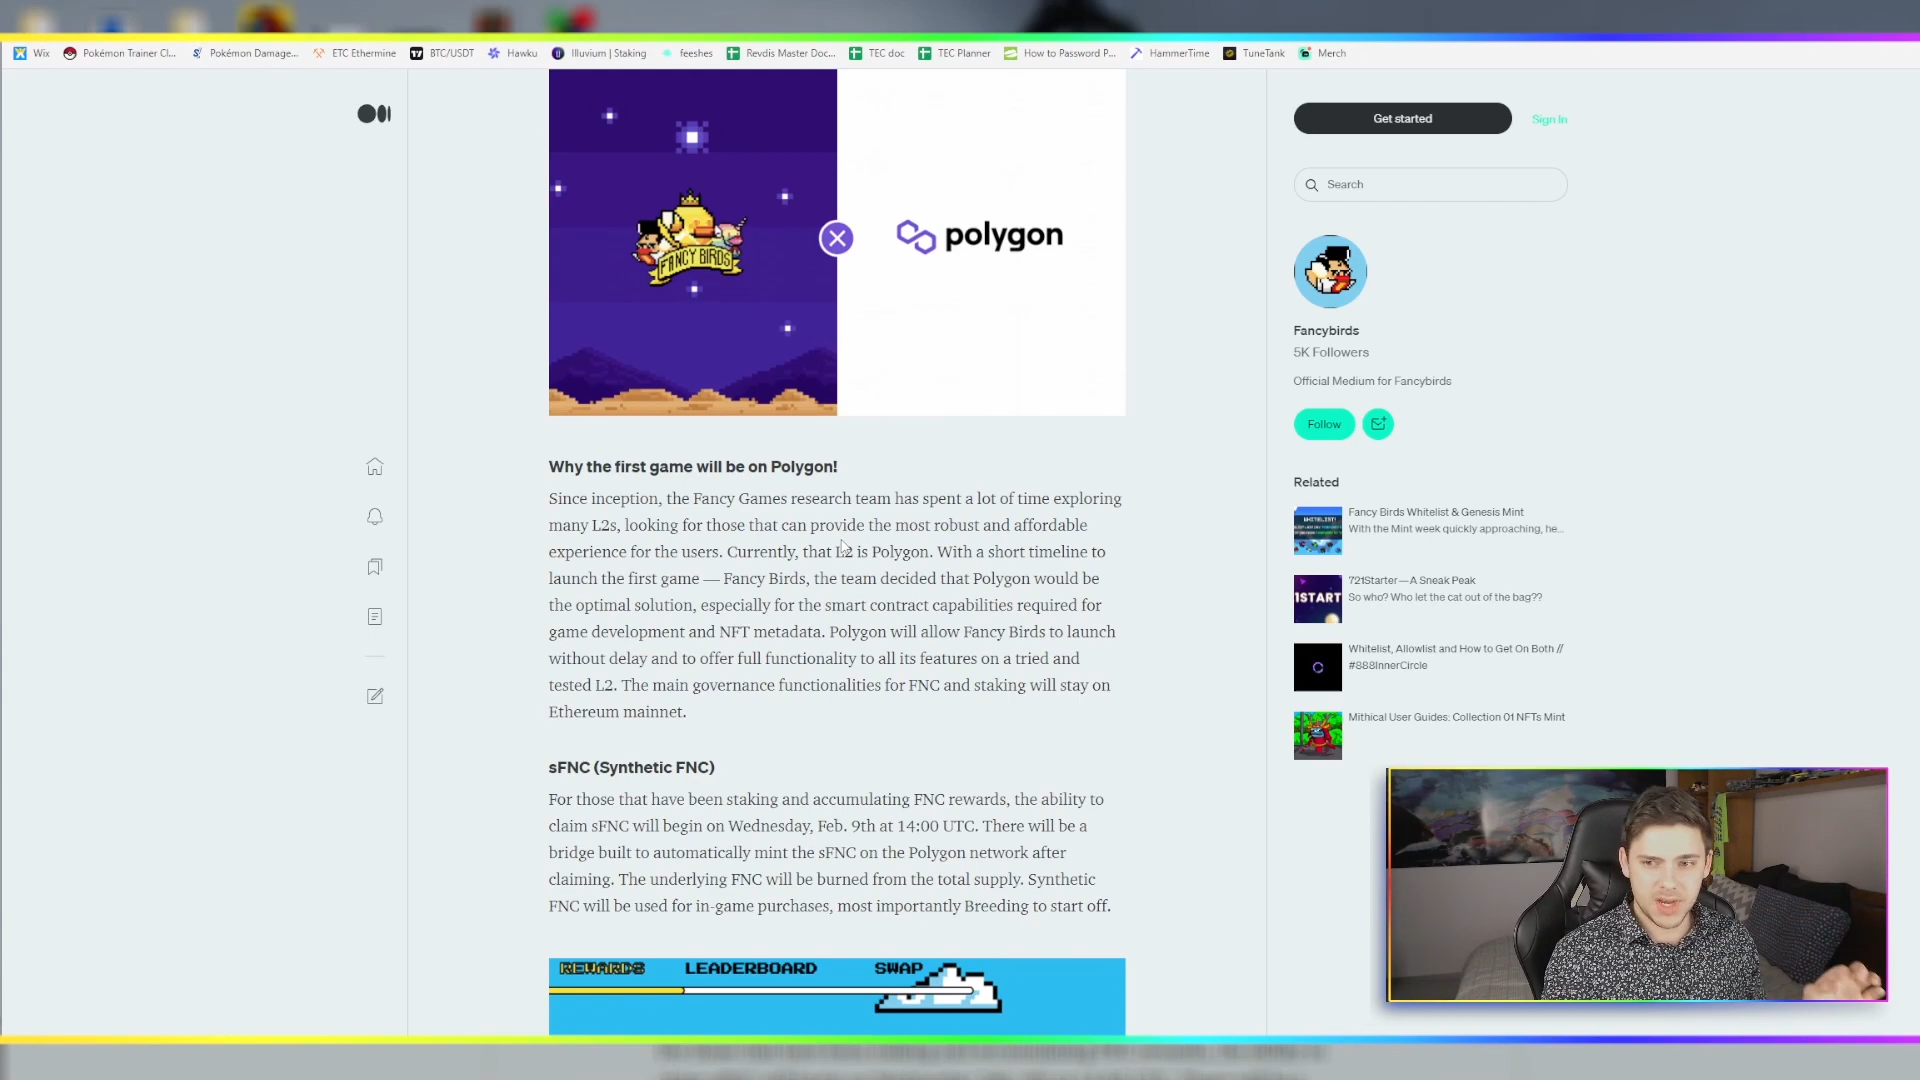 Wix
Pokémon Trainer Cl...
Pokémon Damage...
ETC Ethermine
BTC/USDT
Hawku
Illuvium | Staking
feeshes
Revdis Master Doc...
TEC doc
TEC Planner
How to Password P...
HammerTime
TuneTank
Merch
FANCY BIRDS
polygon
Why the first game will be on Polygon!
Since inception, the Fancy Games research team has spent a lot of time exploring
many L2s, looking for those that can provide the most robust and affordable
experience for the users. Currently, that L2 is Polygon. With a short timeline to
launch the first game — Fancy Birds, the team decided that Polygon would be
the optimal solution, especially for the smart contract capabilities required for
game development and NFT metadata. Polygon will allow Fancy Birds to launch
without delay and to offer full functionality to all its features on a tried and
tested L2. The main governance functionalities for FNC and staking will stay on
Ethereum mainnet.
sFNC (Synthetic FNC)
For those that have been staking and accumulating FNC rewards, the ability to
claim sFNC will begin on Wednesday, Feb. 9th at 14:00 UTC. There will be a
bridge built to automatically mint the sFNC on the Polygon network after
claiming. The underlying FNC will be burned from the total supply. Synthetic
FNC will be used for in-game purchases, most importantly Breeding to start off.
REWARDS
LEADERBOARD
SWAP
Get started
Sign In
Search
Fancybirds
5K Followers
Official Medium for Fancybirds
Follow
Related
WHITELIST!
Fancy Birds Whitelist & Genesis Mint
With the Mint week quickly approaching, he...
1START
721Starter — A Sneak Peak
So who? Who let the cat out of the bag??
Whitelist, Allowlist and How to Get On Both //
#888InnerCircle
Mithical User Guides: Collection 01 NFTs Mint